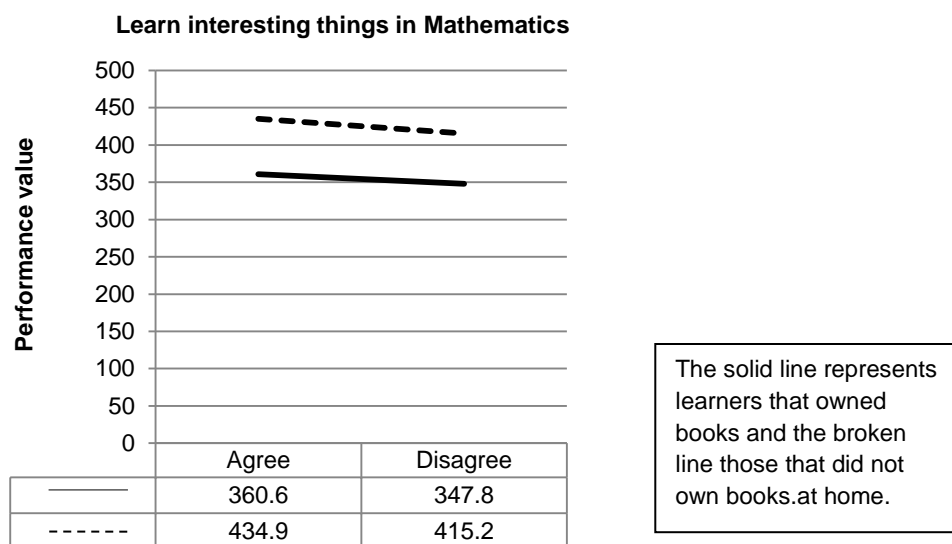 Learn interesting things in Mathematics
Performance value
500
450
400
350
300
250
200
150
100
50
0
Agree Disagree
360.6 347.8
434.9 415.2
The solid line represents
learners that owned
books and the broken
line those that did not
own books.at home.